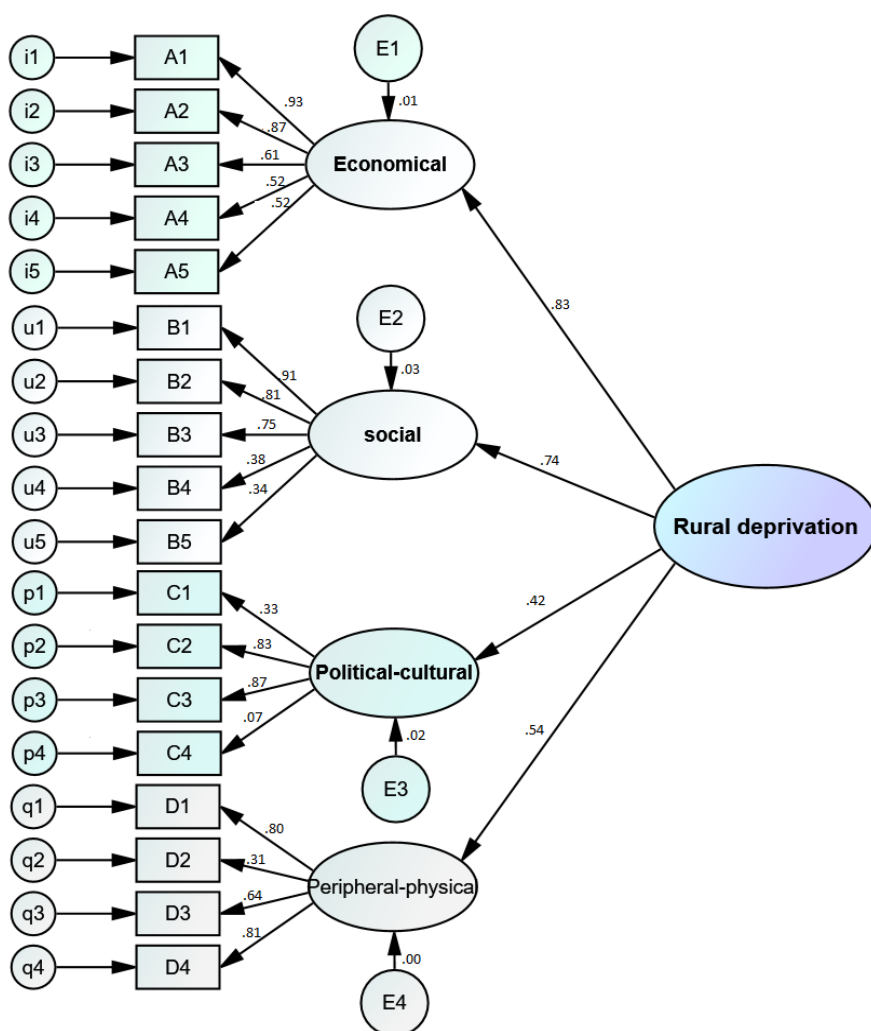 i1
A1
E1
.01
.93
i2
A2
.87
i3
A3
.61
Economical
i4
A4
.52
i5
A5
.52
.83
u1
B1
E2
.03
.91
u2
B2
.81
u3
B3
.75
social
.74
u4
B4
.38
u5
B5
.34
Rural deprivation
p1
C1
.33
.42
p2
C2
.83
Political-cultural
p3
C3
.87
p4
C4
.07
.02
E3
.54
q1
D1
.80
q2
D2
.31
Peripheral-physica
q3
D3
.64
q4
D4
.81
.00
E4